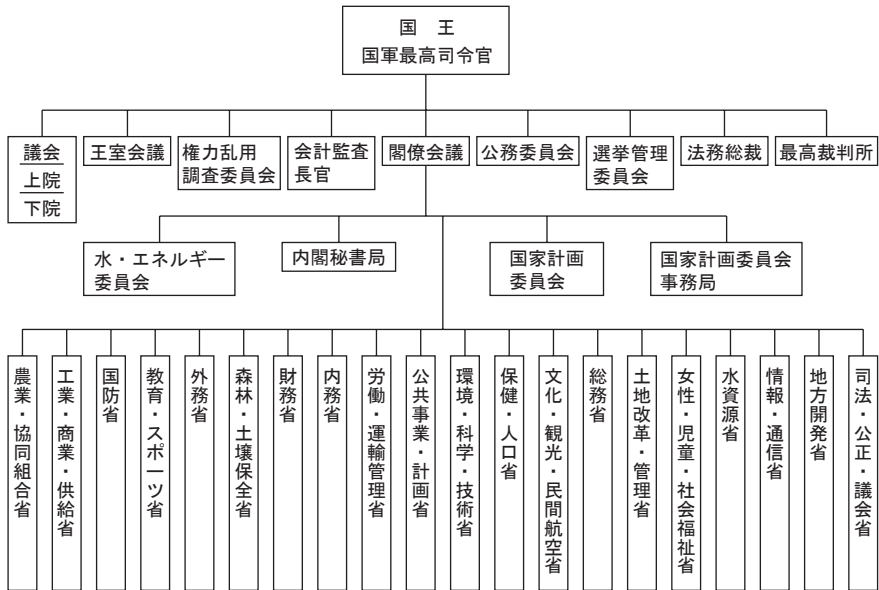 国　王
国軍最高司令官
議会
上院
下院
王室会議
権力乱用
調査委員会
会計監査
長官
閣僚会議
公務委員会
選挙管理
委員会
法務総裁
最高裁判所
水・エネルギー
委員会
内閣秘書局
国家計画
委員会
国家計画委員会
事務局
農業・協同組合省
工業・商業・供給省
国防省
教育・スポーツ省
外務省
森林・土壌保全省
財務省
内務省
労働・運輸管理省
公共事業・計画省
環境・科学・技術省
保健・人口省
文化・観光・民間航空省
総務省
土地改革・管理省
女性・児童・社会福祉省
水資源省
情報・通信省
地方開発省
司法・公正・議会省